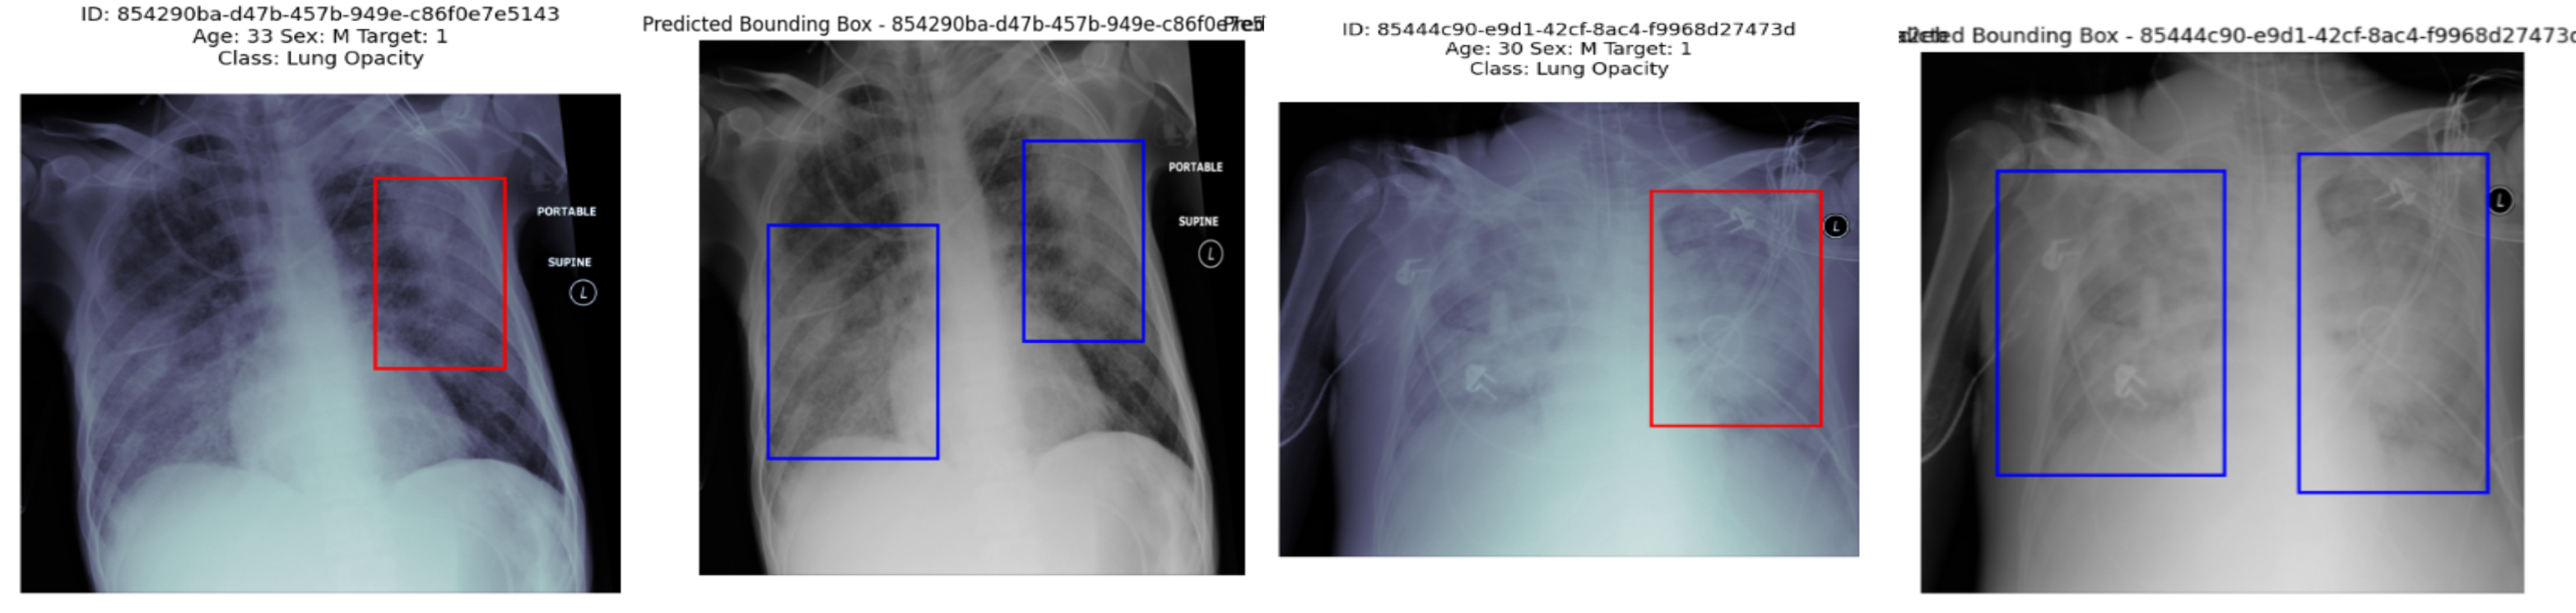 ID: 854290ba-d47b-457b-949e-c86f0e7e5143
Age: 33 Sex: M Target: 1
Class: Lung Opacity
PORTABLE
SUPINE
L
Predicted Bounding Box - 854290ba-d47b-457b-949e-c86f0e
PORTABLE
SUPINE
L
ID: 85444c90-e9d1-42cf-8ac4-f9968d27473d
Age: 30 Sex: M Target: 1
Class: Lung Opacity
L
Bounding Box - 85444c90-e9d1-42cf-8ac4-f9968d27473d
L